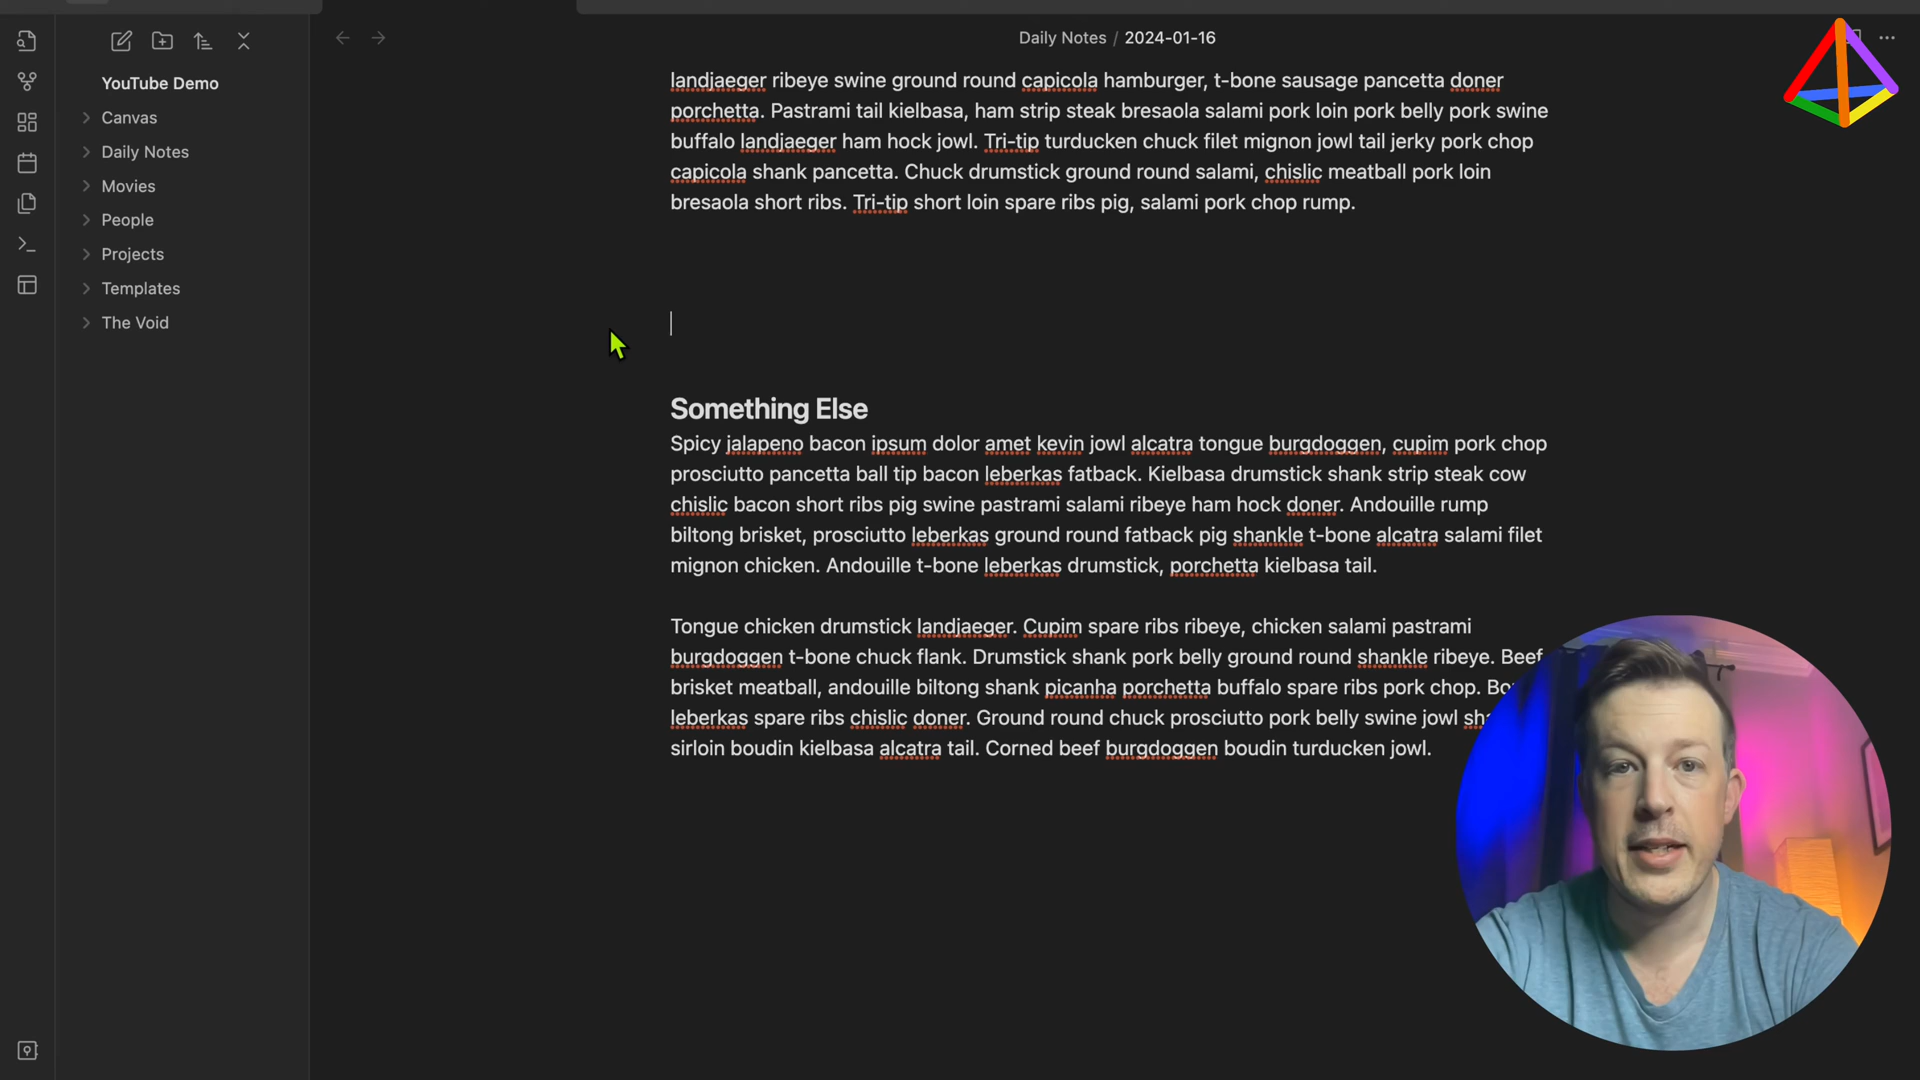 Daily Notes / 2024-01-16
YouTube Demo
Canvas
Daily Notes
Movies
People
Projects
Templates
The Void
landjaeger ribeye swine ground round capicola hamburger, t-bone sausage pancetta doner
porchetta. Pastrami tail kielbasa, ham strip steak bresaola salami pork loin pork belly pork swine
buffalo landjaeger ham hock jowl. Tri-tip turducken chuck filet mignon jowl tail jerky pork chop
capicola shank pancetta. Chuck drumstick ground round salami, chislic meatball pork loin
bresaola short ribs. Tri-tip short loin spare ribs pig, salami pork chop rump.
Something Else
Spicy jalapeno bacon ipsum dolor amet kevin jowl alcatra tongue burgdoggen, cupim pork chop
prosciutto pancetta ball tip bacon leberkas fatback. Kielbasa drumstick shank strip steak cow
chislic bacon short ribs pig swine pastrami salami ribeye ham hock doner. Andouille rump
biltong brisket, prosciutto leberkas ground round fatback pig shankle t-bone alcatra salami filet
mignon chicken. Andouille t-bone leberkas drumstick, porchetta kielbasa tail.
Tongue chicken drumstick landjaeger. Cupim spare ribs ribeye, chicken salami pastrami
burgdoggen t-bone chuck flank. Drumstick shank pork belly ground round shankle ribeye. Beef
brisket meatball, andouille biltong shank picanha porchetta buffalo spare ribs pork chop.
leberkas spare ribs chislic doner. Ground round chuck prosciutto pork belly swine jowl
sirloin boudin kielbasa alcatra tail. Corned beef burgdoggen boudin turducken jowl.